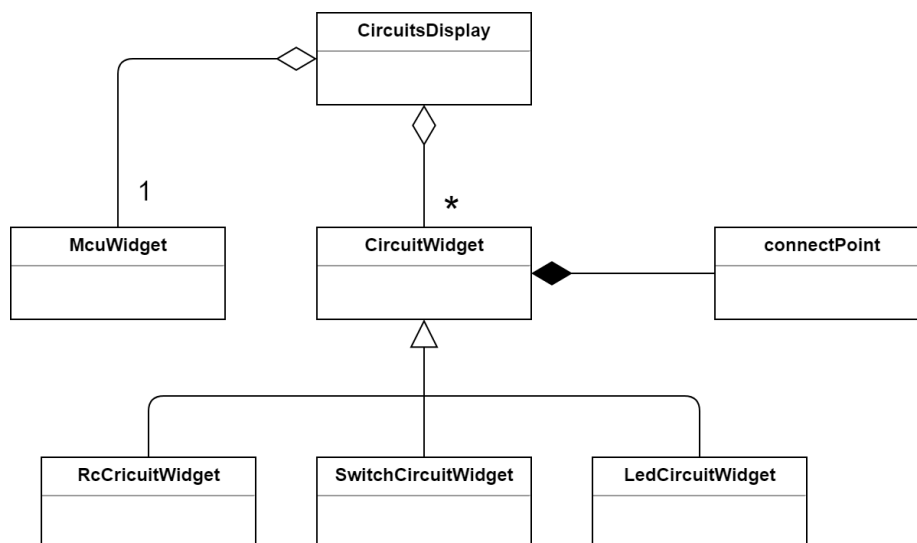 CircuitsDisplay
1
*
McuWidget
CircuitWidget
connectPoint
RcCricuitWidget
SwitchCircuitWidget
LedCircuitWidget